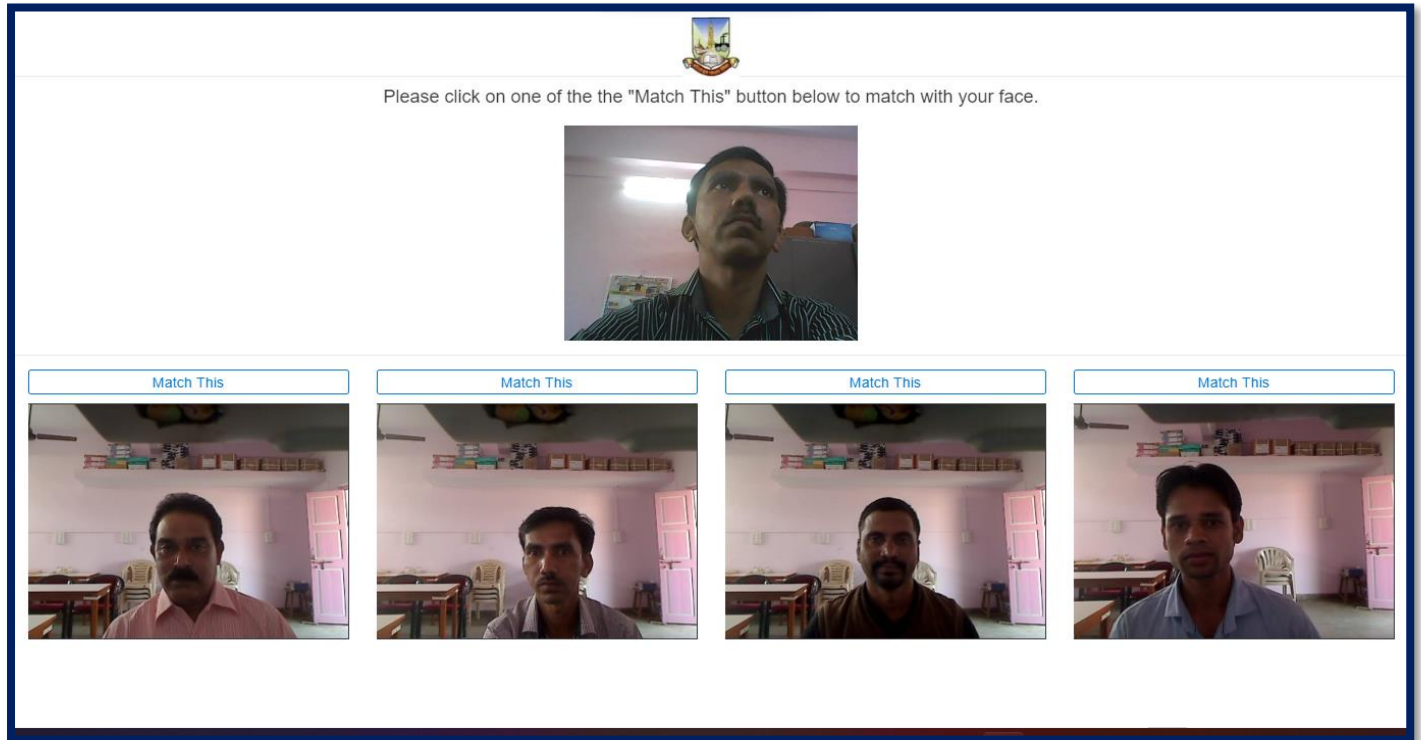 Please click on one of the the "Match This" button below to match with your face.
Match This Match This Match This Match This